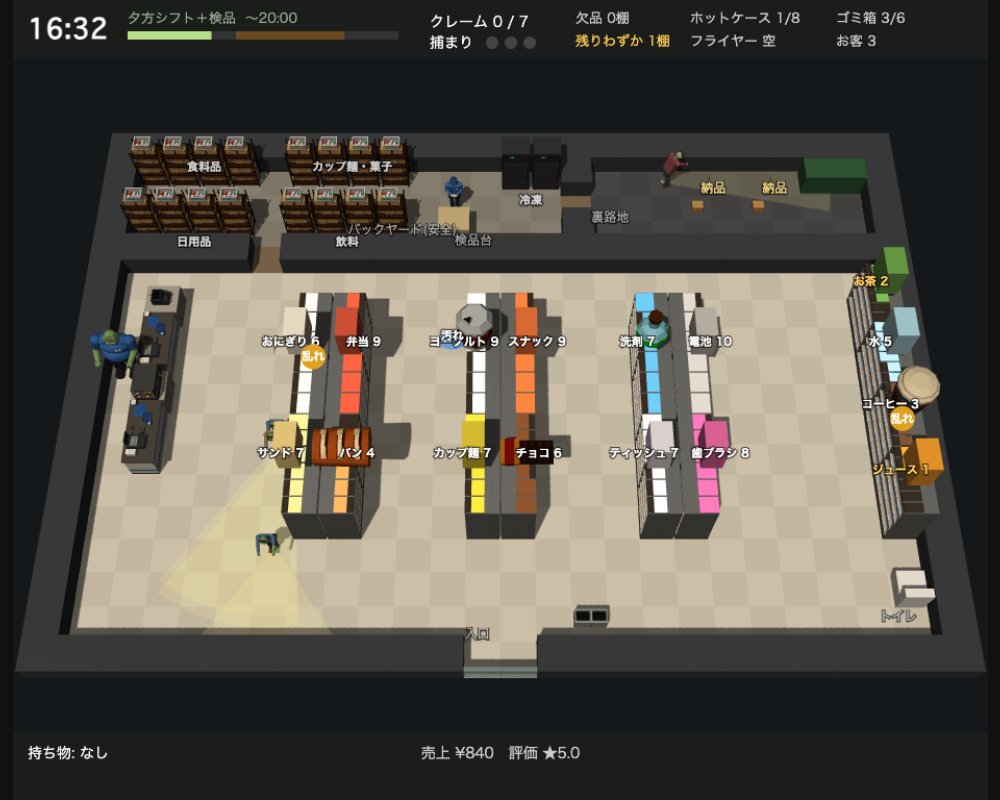 16:32
夕方シフト＋検品 〜20:00
クレーム 0 / 7
捕まり
欠品 0棚
残りわずか 1棚
ホットケース 1/8
フライヤー 空
ゴミ箱 3/6
お客 3
食料品
カップ麺・菓子
冷凍
納品
納品
裏路地
バックヤード(安全)
検品台
日用品
飲料
お茶 2
おにぎり 6
弁当 9
汚れ
スナック 9
洗剤 7
電池 10
水 5
乱れ
コーヒー 3
乱れ
サンド 7
パン 4
カップ麺 7
チョコ 6
ティッシュ 7
歯ブラシ 8
ジュース 1
トイレ
入口
持ち物: なし
売上 ¥840 評価 ★5.0